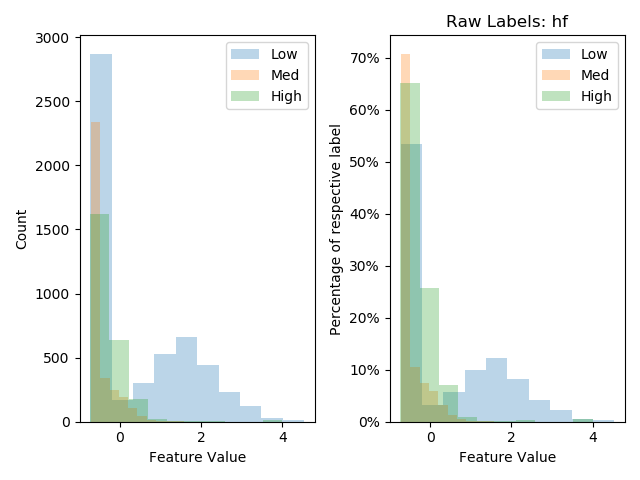 3000
2500
2000
1500
1000
500
0
Count
0
2
4
Feature Value
Low
Med
High
Raw Labels: hf
70%
60%
50%
40%
30%
20%
10%
0%
Percentage of respective label
0
2
4
Feature Value
Low
Med
High